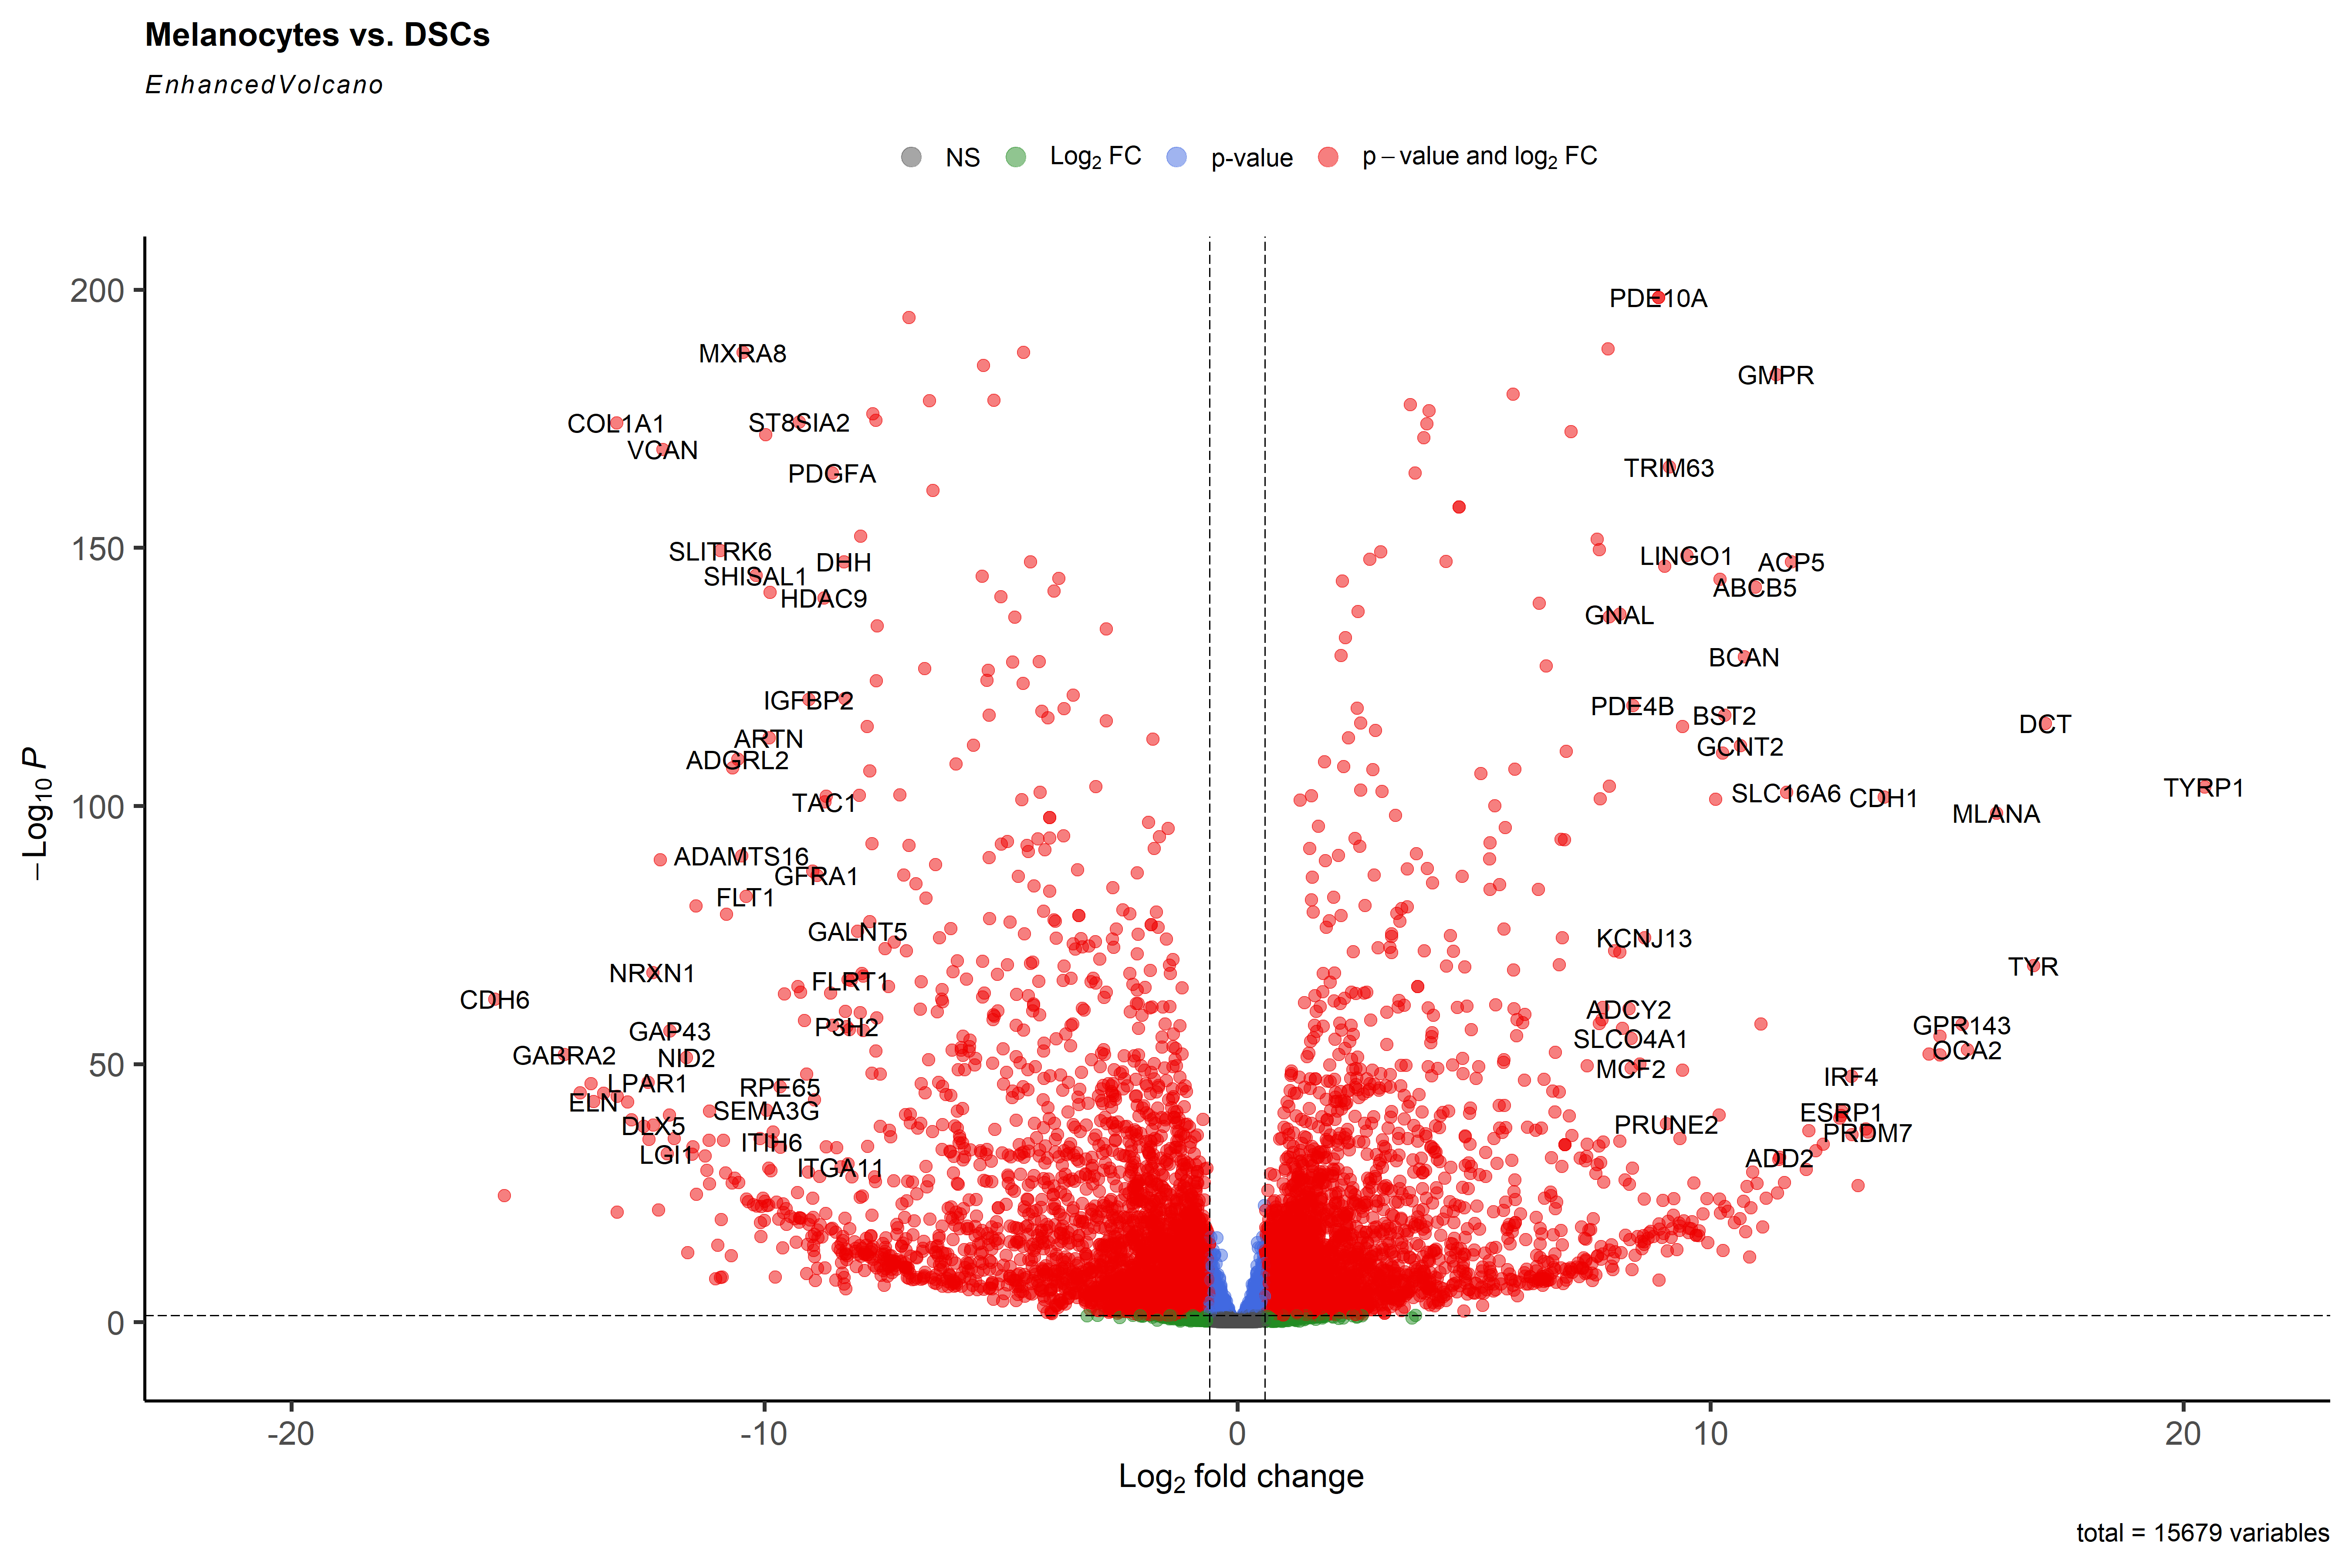 Melanocytes vs. DSCs
EnhancedVolcano
NS Log2 FC p-value p−value and log2 FC
−Log10 P
200
150
100
50
0
PDE10A
MXRA8
GMPR
COL1A1
ST8SIA2
VCAN
PDGFA
TRIM63
SLITRK6
DHH
LINGO1
ACP5
SHISAL1
ABCB5
HDAC9
GNAL
BCAN
IGFBP2
PDE4B
BST2
DCT
ARTN
GCNT2
ADGRL2
TAC1
SLC16A6
CDH1
TYRP1
MLANA
ADAMTS16
GFRA1
FLT1
GALNT5
KCNJ13
NRXN1
FLRT1
TYR
CDH6
ADCY2
GAP43
P3H2
GPR143
SLCO4A1
GABRA2
NID2
OCA2
MCF2
LPAR1
RPE65
IRF4
ELN
SEMA3G
ESRP1
DLX5
PRUNE2
PRDM7
ITIH6
LGI1
ITGA11
ADD2
-20 -10 0 10 20
Log2 fold change
total = 15679 variables